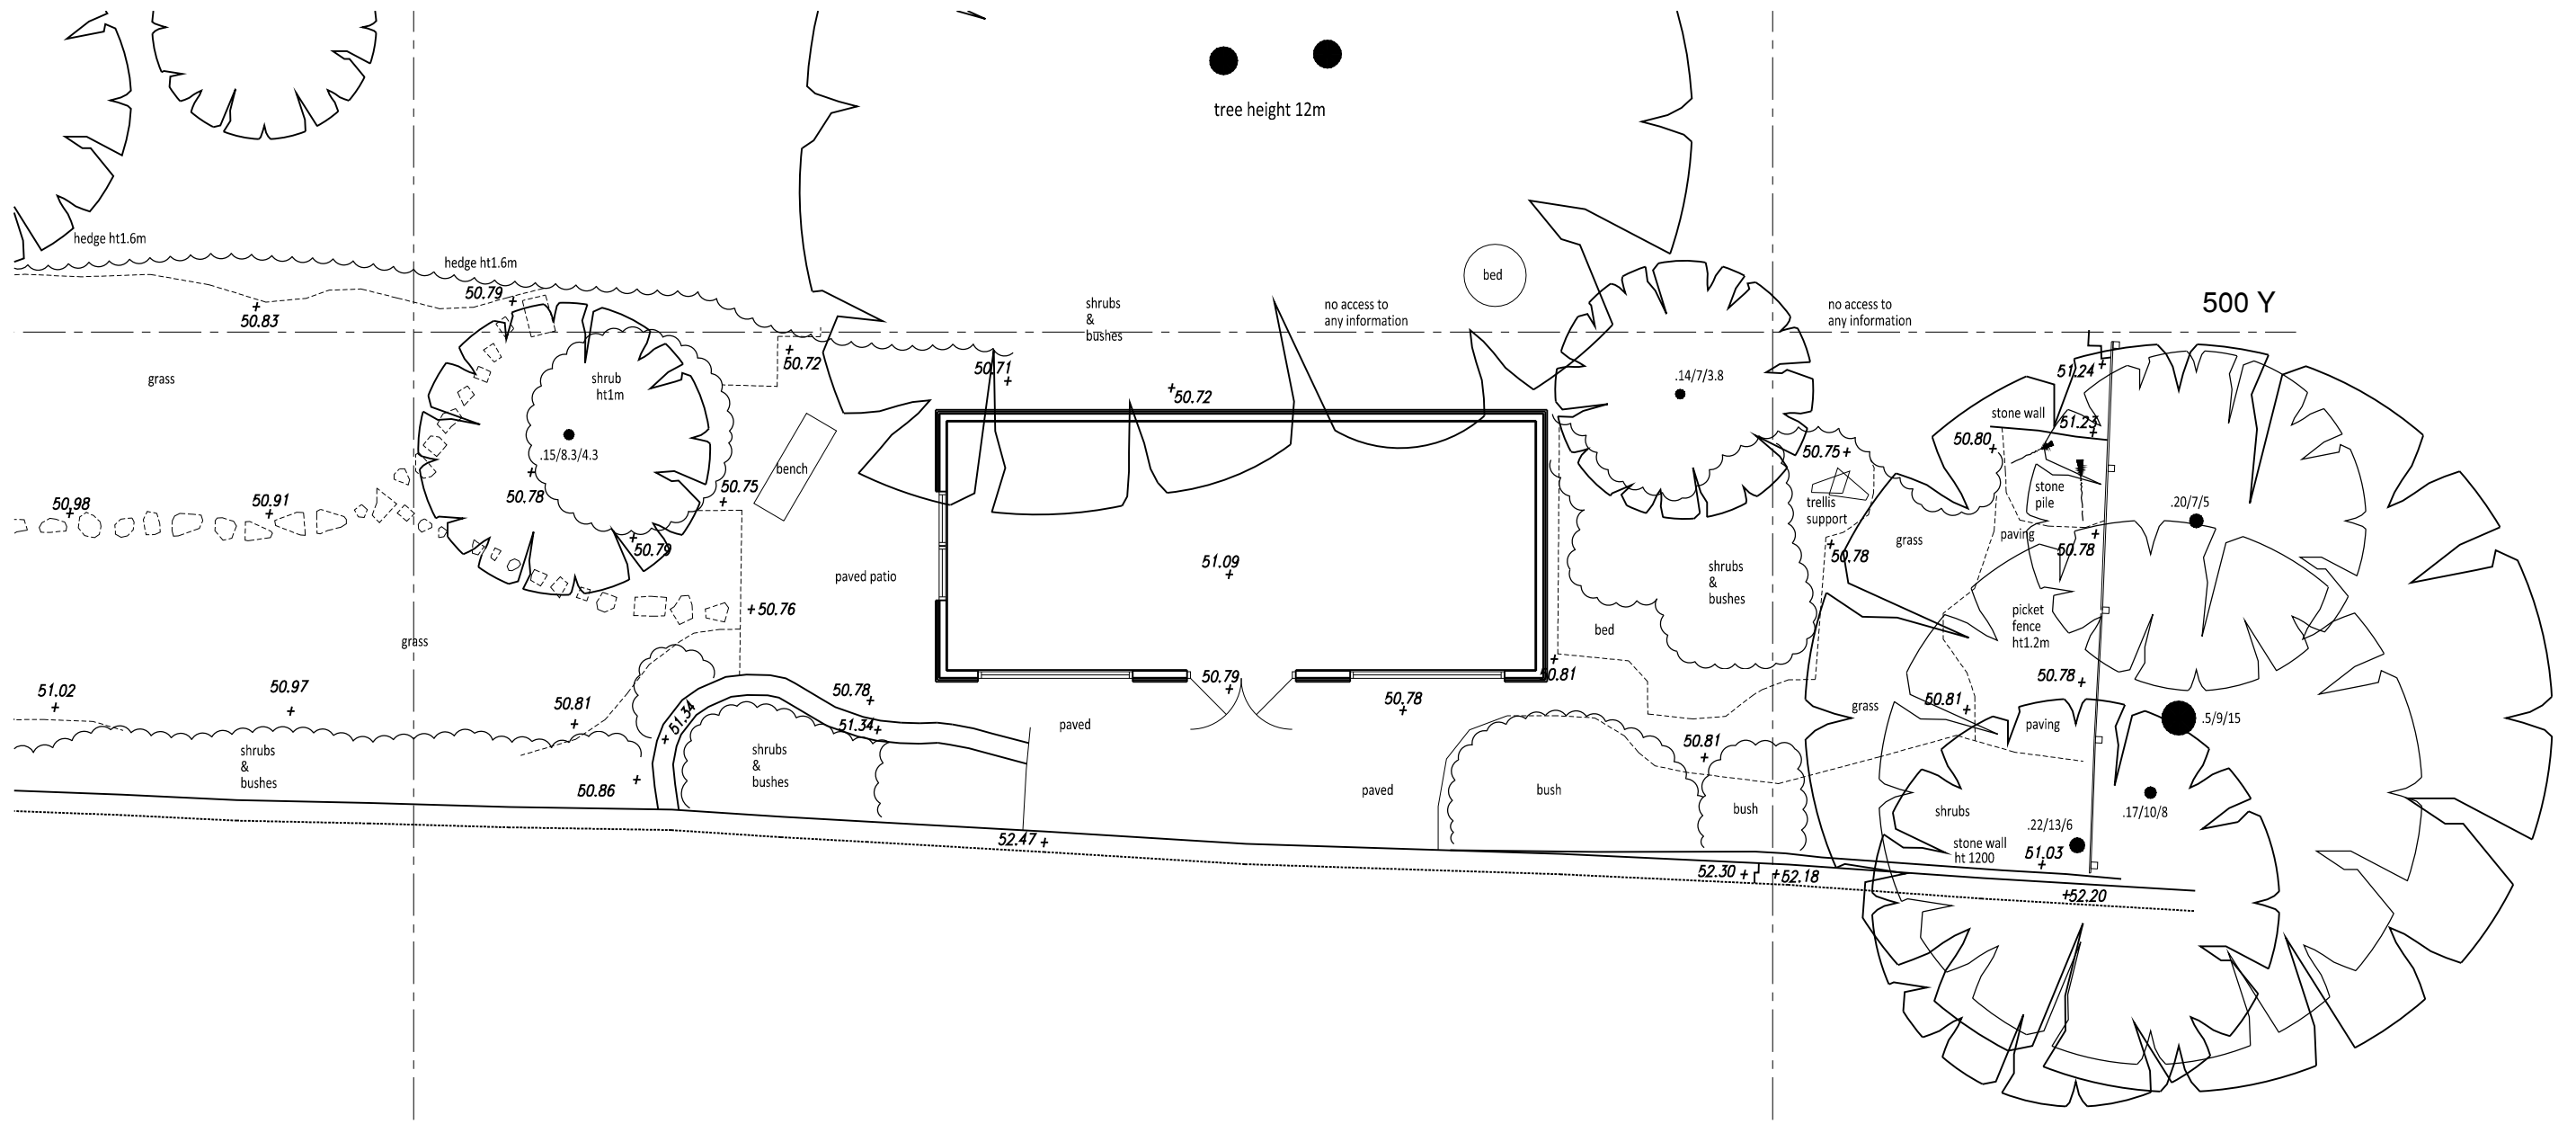 tree height 12m
hedge ht1.6m
hedge ht1.6m
bed
50.79
50.83
shrubs
&
bushes
no access to
any information
no access to
any information
500 Y
grass
shrub
ht1m
50.72
50.71
50.72
.14/7/3.8
51.24
stone wall
51.23
50.80
.15/8.3/4.3
bench
50.75
50.78
50.75
50.98
50.91
50.79
trellis
support
stone
pile
.20/7/5
grass
paving
50.78
50.78
paved patio
51.09
shrubs
&
bushes
50.76
bed
picket
fence
ht1.2m
grass
51.02
50.97
50.81
50.78
50.79
50.78
50.81
50.78
51.34
51.34
paved
grass
50.81
paving
.5/9/15
shrubs
&
bushes
shrubs
&
bushes
50.86
50.81
paved
bush
bush
shrubs
.17/10/8
.22/13/6
stone wall
ht 1200
51.03
52.47
52.30
52.18
52.20